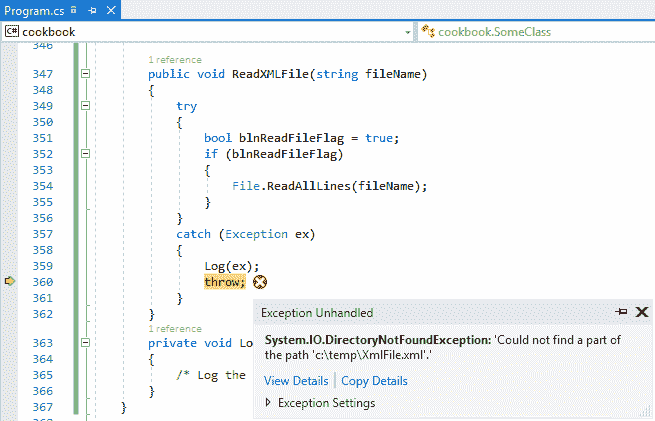 Program.cs
cookbook
cookbook.SomeClass
346
1 reference
347 public void ReadXMLFile(string fileName)
348 {
349 try
350 {
351 bool blnReadFileFlag = true;
352 if (blnReadFileFlag)
353 {
354 File.ReadAllLines(fileName);
355 }
356 }
357 catch (Exception ex)
358 {
359 Log(ex);
360 throw;
361 }
362 }
1 reference
363 private void Lo
364 {
365 /* Log the
366 }
367 }
Exception Unhandled
System.IO.DirectoryNotFoundException: 'Could not find a part of
the path 'c:\temp\XmlFile.xml'.'
View Details | Copy Details
Exception Settings